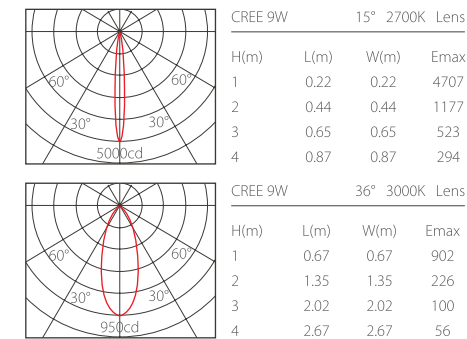 CREE 9W 15° 2700K Lens
H(m) L(m) W(m) Emax
1 0.22 0.22 4707
2 0.44 0.44 1177
3 0.65 0.65 523
4 0.87 0.87 294
60° 60°
30° 30°
5000cd
CREE 9W 36° 3000K Lens
H(m) L(m) W(m) Emax
1 0.67 0.67 902
2 1.35 1.35 226
3 2.02 2.02 100
4 2.67 2.67 56
60° 60°
30° 30°
950cd